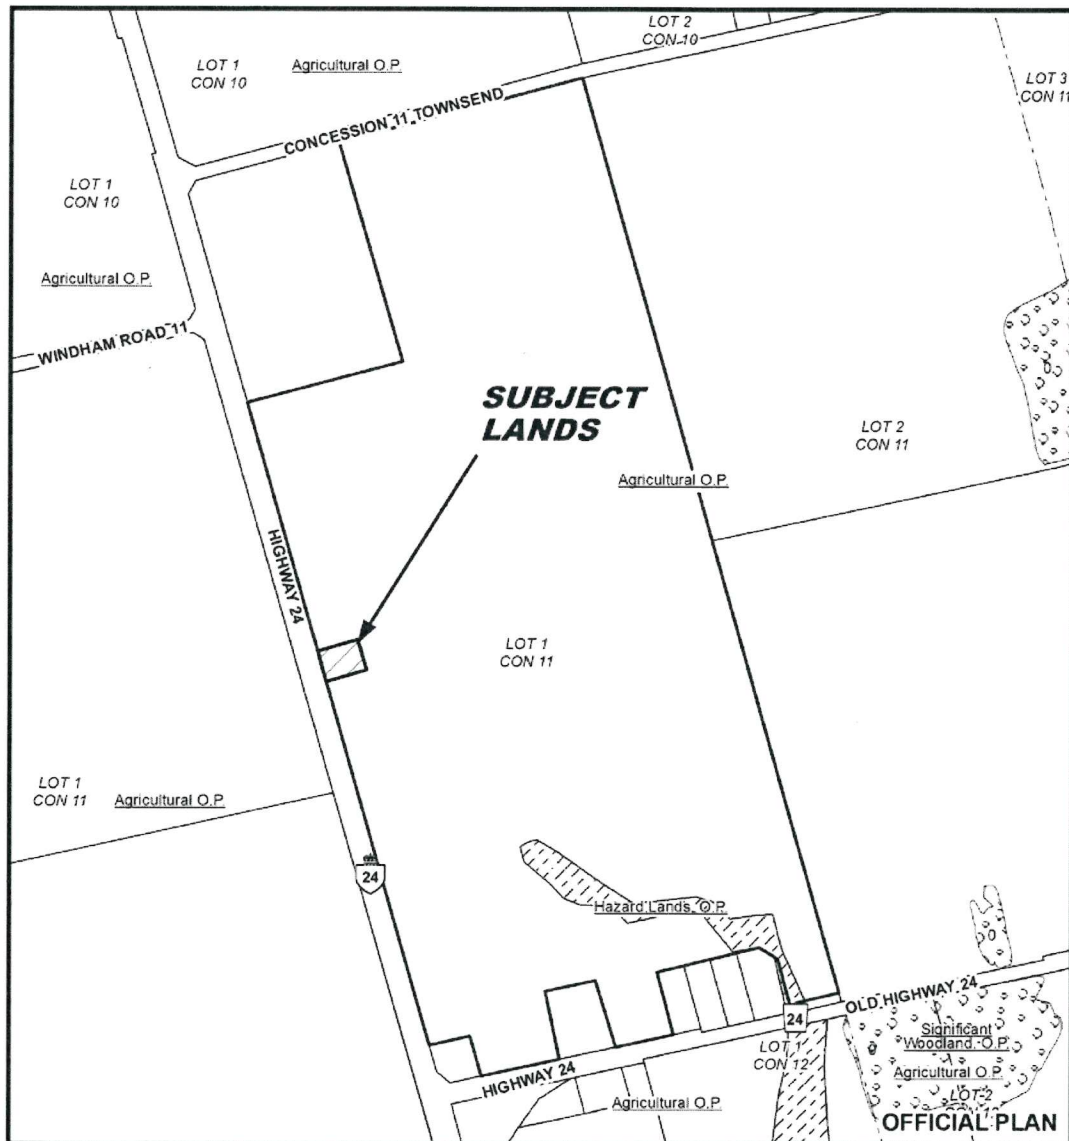 LOT 2
CON 10
LOT 1
CON 10
Agricultural O.P.
LOT 3
CON 11
CONCESSION 11 TOWNSEND
LOT 1
CON 10
Agricultural O.P.
WINDHAM ROAD 11
SUBJECT
LANDS
LOT 2
CON 11
Agricultural O.P.
HIGHWAY 24
LOT 1
CON 11
LOT 1
CON 11
Agricultural O.P.
24
Hazard Lands O.P.
OLD HIGHWAY 24
24
Significant
Woodland O.P.
LOT 1
CON 12
Agricultural O.P.
HIGHWAY 24
LOT 2
Agricultural O.P.
OFFICIAL PLAN